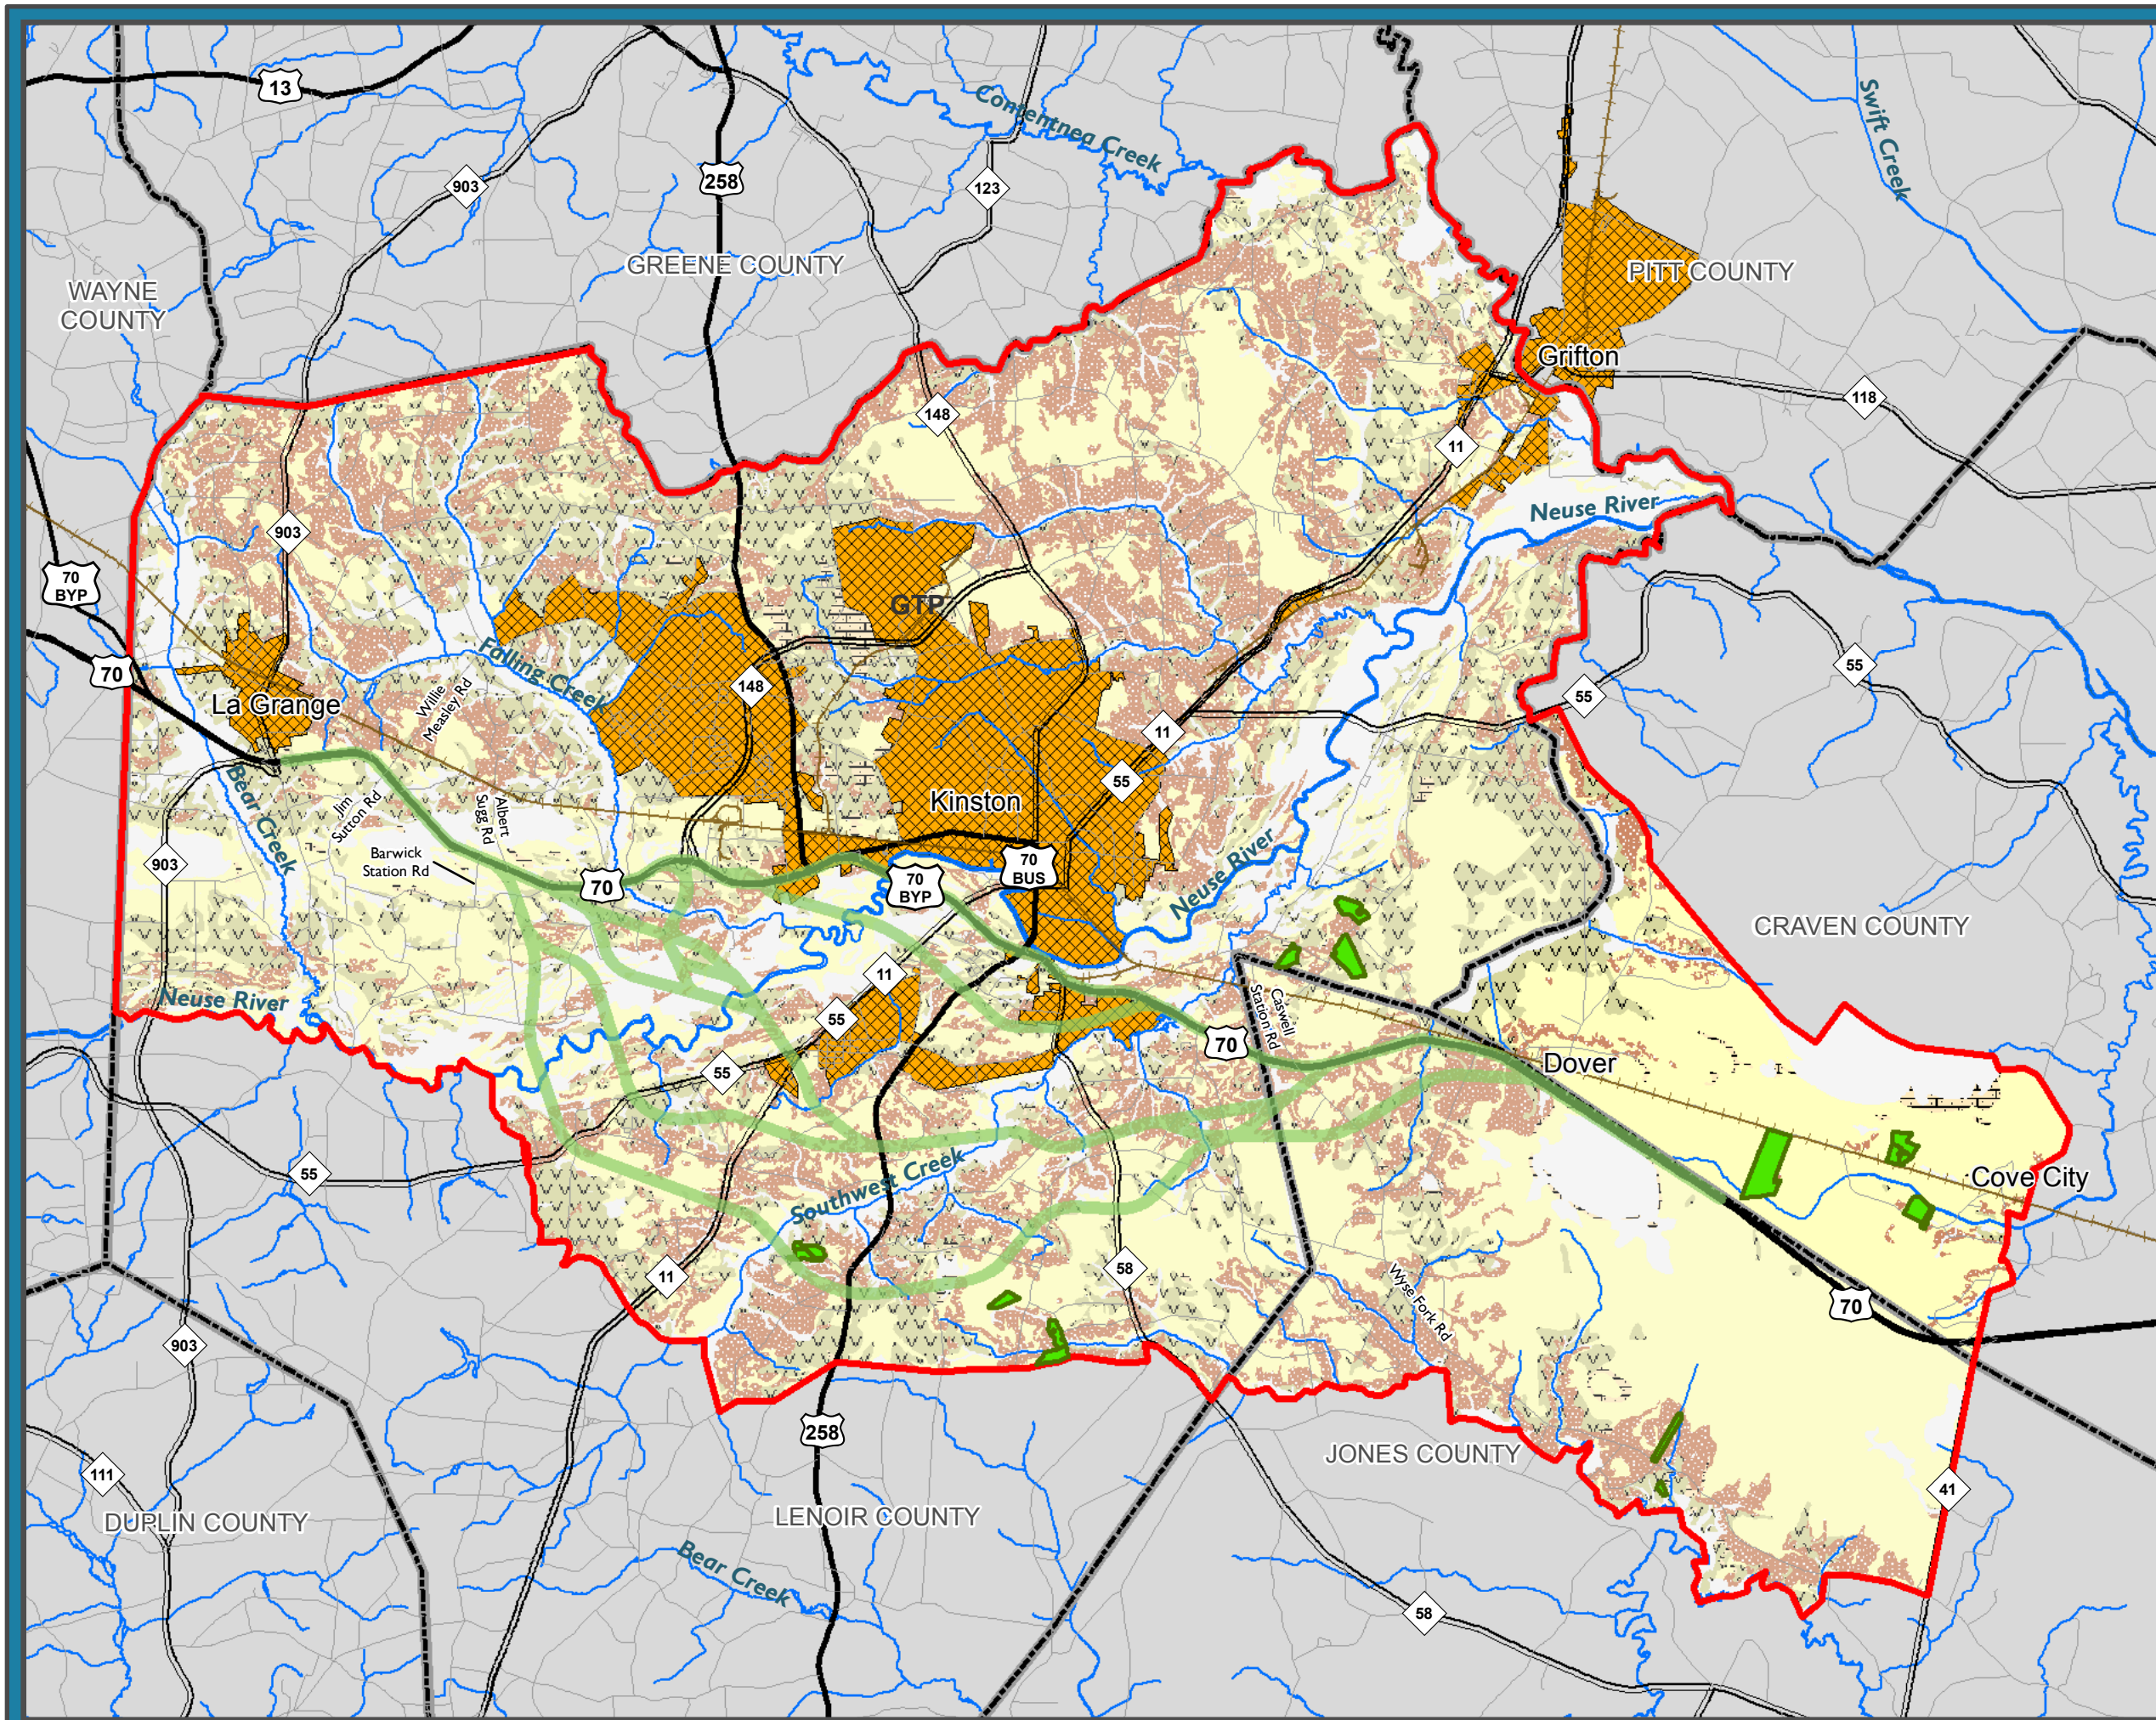 13
903
258
Contentnea Creek
123
Swift Creek
GREENE COUNTY
PITT COUNTY
WAYNE
COUNTY
Grifton
118
148
11
903
Neuse River
70
BYP
GTP
55
55
70
Falling Creek
Willie
Measley Rd
148
La Grange
11
55
Kinston
Bear Creek
Jim
Sutton Rd
Albert
Sugg Rd
Barwick
Station Rd
903
70
70
BYP
70
BUS
Neuse River
CRAVEN COUNTY
11
Neuse River
55
Caswell
Station Rd
70
Dover
55
55
Cove City
Southwest Creek
11
58
Wyse Fork Rd
70
903
258
JONES COUNTY
111
41
DUPLIN COUNTY
LENOIR COUNTY
Bear Creek
58